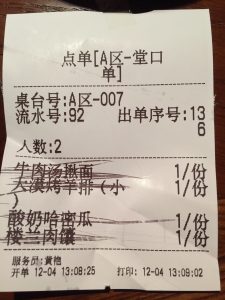 点单[A区-堂口
单]
桌台号:A区-007
流水号:92 出单序号:13
6
人数:2
牛肉汤揪面 1/份
大漠烤羊排(小 1/份
)
酸奶哈密瓜 1/份
楼兰肉馕 1/份
服务员:黄艳
开单 12-04 13:08:25 打印:12-04 13:09:02